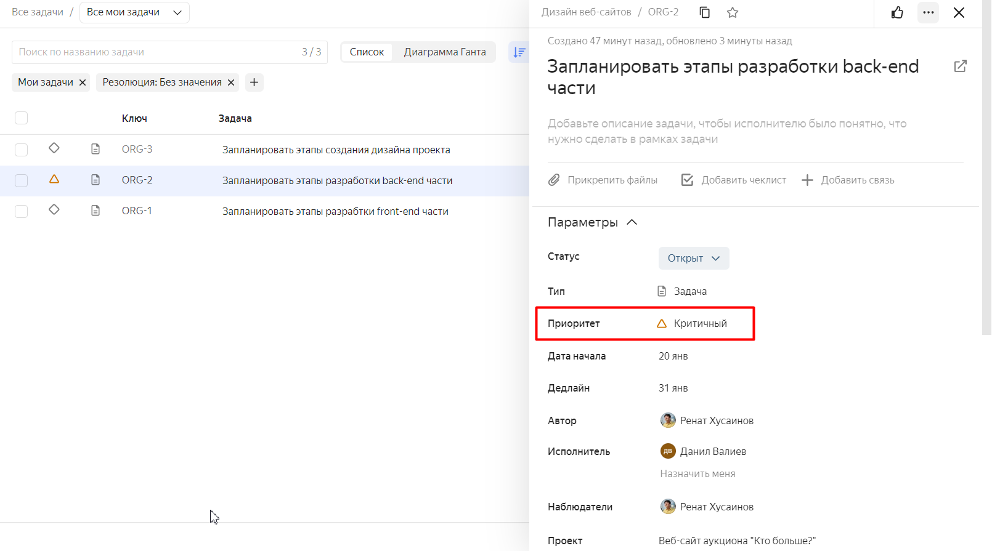 Все задачи / Все мои задачи
Поиск по названию задачи 3 / 3
Список Диаграмма Ганта
Мои задачи Резолюция: Без значения
Ключ Задача
ORG-3 Запланировать этапы создания дизайна проекта
ORG-2 Запланировать этапы разработки back-end части
ORG-1 Запланировать этапы разрабтки front-end части
Дизайн веб-сайтов / ORG-2
Создано 47 минут назад, обновлено 3 минуты назад
Запланировать этапы разработки back-end
части
Добавьте описание задачи, чтобы исполнителю было понятно, что
нужно сделать в рамках задачи
Прикрепить файлы Добавить чеклист Добавить связь
Параметры
Статус Открыт
Тип Задача
Приоритет Критичный
Дата начала 20 янв
Дедлайн 31 янв
Автор Ренат Хусаинов
Исполнитель ДВ Данил Валиев
Назначить меня
Наблюдатели Ренат Хусаинов
Проект Веб-сайт аукциона "Кто больше?"